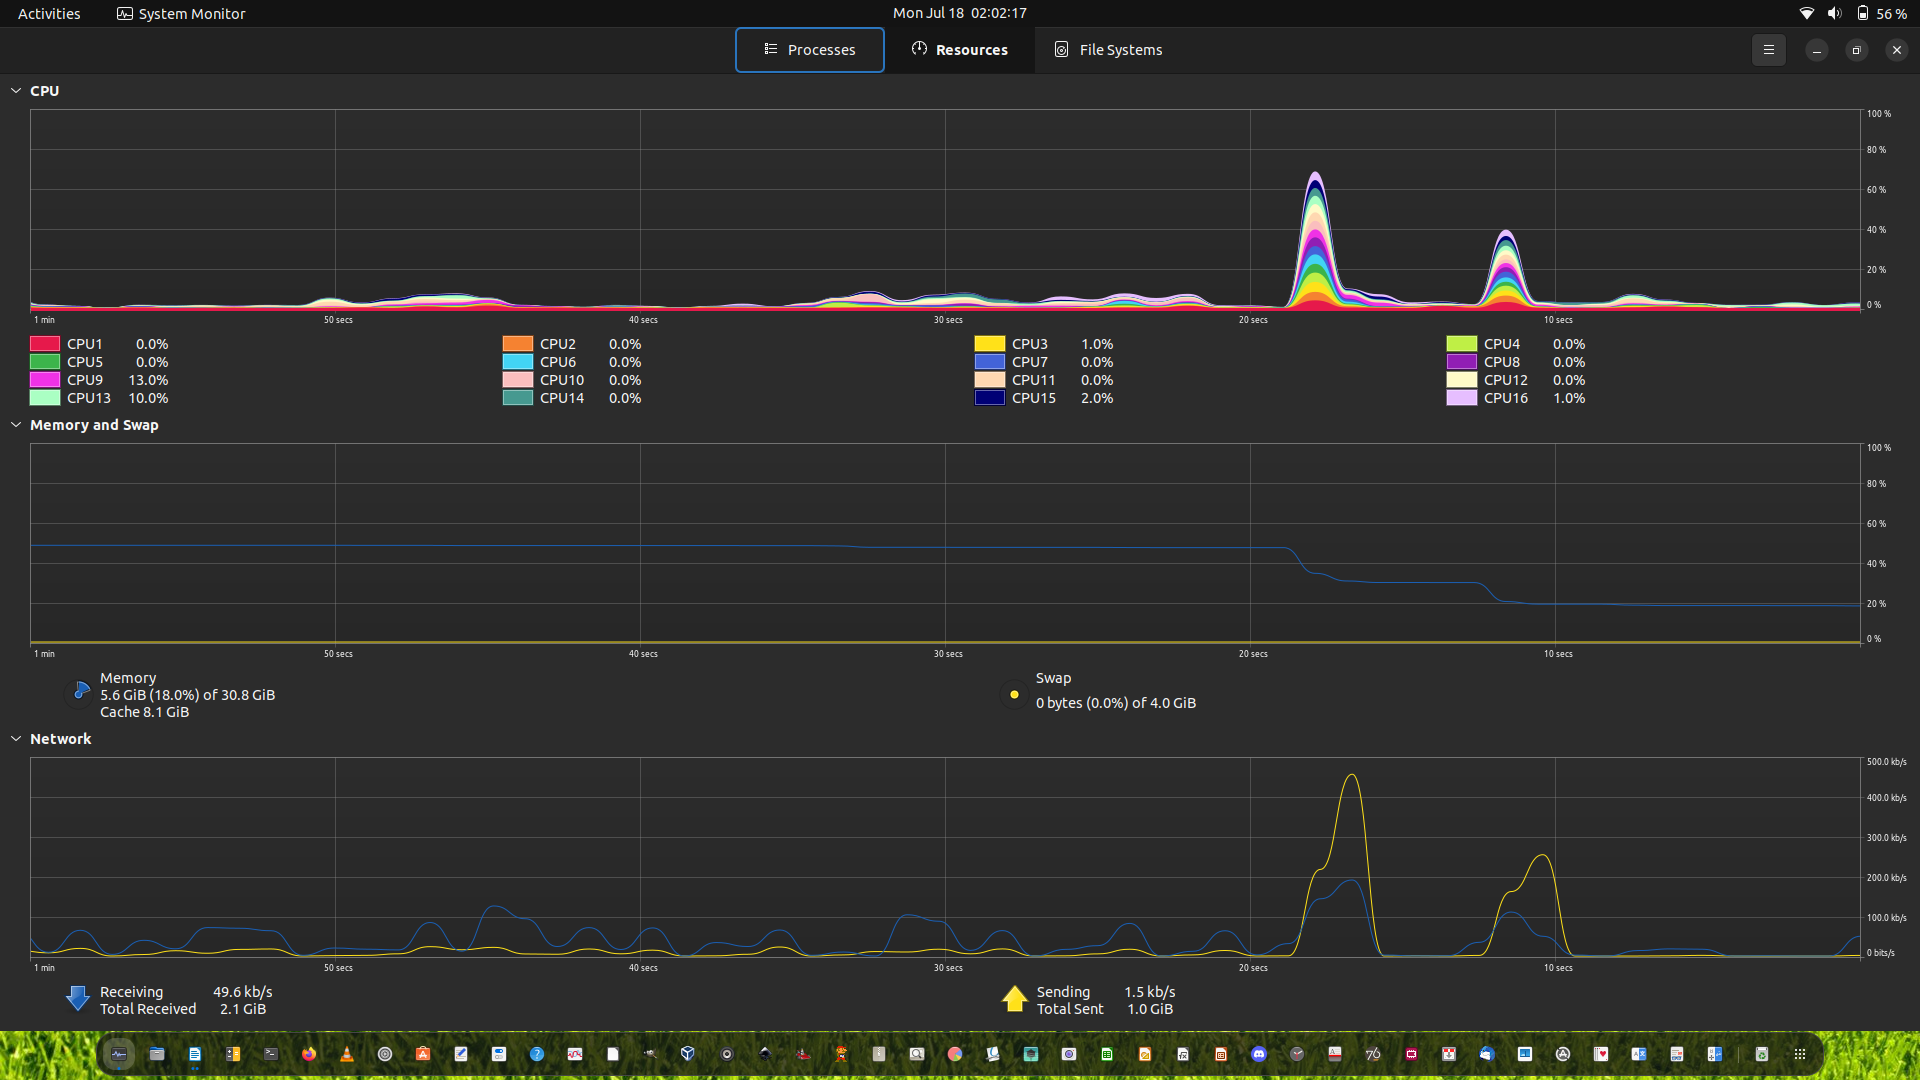 Activities System Monitor Mon Jul 18 02:02:17 56 %
Processes Resources File Systems
CPU
100 %
80 %
60 %
40 %
20 %
0 %
1 min 50 secs 40 secs 30 secs 20 secs 10 secs
CPU1 0.0% CPU2 0.0% CPU3 1.0% CPU4 0.0%
CPU5 0.0% CPU6 0.0% CPU7 0.0% CPU8 0.0%
CPU9 13.0% CPU10 0.0% CPU11 0.0% CPU12 0.0%
CPU13 10.0% CPU14 0.0% CPU15 2.0% CPU16 1.0%
Memory and Swap
100 %
80 %
60 %
40 %
20 %
0 %
1 min 50 secs 40 secs 30 secs 20 secs 10 secs
Memory Swap
5.6 GiB (18.0%) of 30.8 GiB 0 bytes (0.0%) of 4.0 GiB
Cache 8.1 GiB
Network
500.0 kb/s
400.0 kb/s
300.0 kb/s
200.0 kb/s
100.0 kb/s
0 bits/s
1 min 50 secs 40 secs 30 secs 20 secs 10 secs
Receiving 49.6 kb/s Sending 1.5 kb/s
Total Received 2.1 GiB Total Sent 1.0 GiB
76